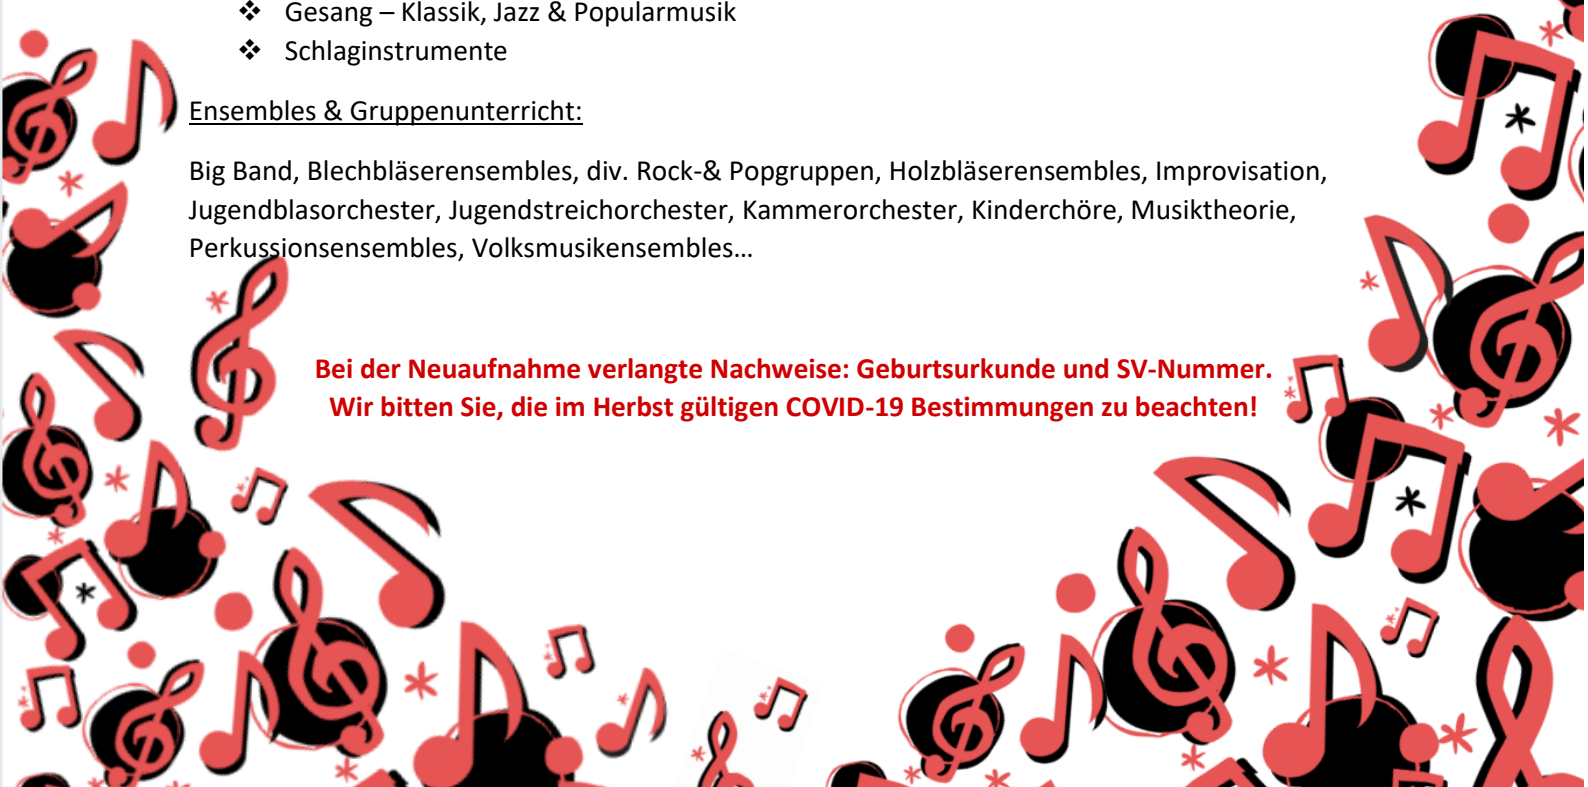 ❖ Gesang – Klassik, Jazz & Popularmusik
❖ Schlaginstrumente
Ensembles & Gruppenunterricht:
Big Band, Blechbläserensembles, div. Rock-& Popgruppen, Holzbläserensembles, Improvisation,
Jugendblasorchester, Jugendstreichorchester, Kammerorchester, Kinderchöre, Musiktheorie,
Perkussionsensembles, Volksmusikensembles…
Bei der Neuaufnahme verlangte Nachweise: Geburtsurkunde und SV-Nummer.
Wir bitten Sie, die im Herbst gültigen COVID-19 Bestimmungen zu beachten!